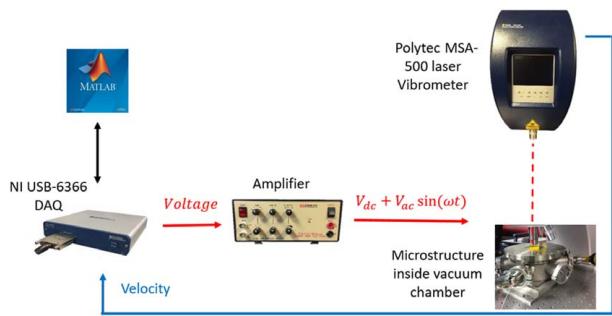 Polytec MSA-
500 laser
Vibrometer
MATLAB
NI USB-6366
DAQ
Voltage
Amplifier
V_dc + V_ac sin(ωt)
Microstructure
inside vacuum
chamber
Velocity